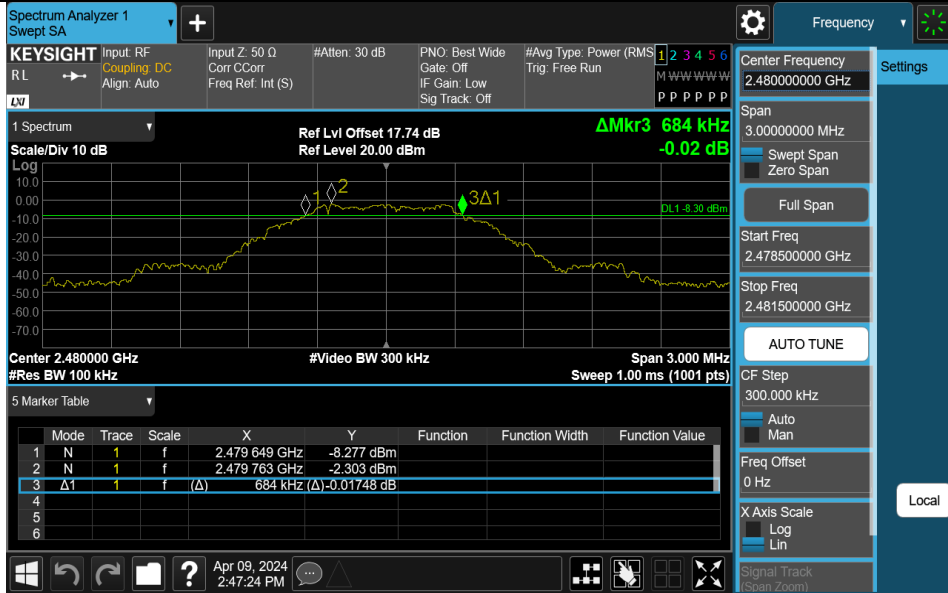 Spectrum Analyzer 1
Swept SA
Frequency
KEYSIGHT
RL
LXI
Input: RF
Coupling: DC
Align: Auto
Input Z: 50 Ω
Corr CCorr
Freq Ref: Int (S)
#Atten: 30 dB
PNO: Best Wide
Gate: Off
IF Gain: Low
Sig Track: Off
#Avg Type: Power (RMS
Trig: Free Run
1 2 3 4 5 6
M W W W W W
P P P P P P
1 Spectrum
Scale/Div 10 dB
Ref Lvl Offset 17.74 dB
Ref Level 20.00 dBm
ΔMkr3 684 kHz
-0.02 dB
Log
10.0
0.00
-10.0
-20.0
-30.0
-40.0
-50.0
-60.0
-70.0
1
2
3Δ1
DL1 -8.30 dBm
Center 2.480000 GHz
#Video BW 300 kHz
Span 3.000 MHz
#Res BW 100 kHz
Sweep 1.00 ms (1001 pts)
5 Marker Table
Mode Trace Scale X Y Function Function Width Function Value
1 N 1 f 2.479 649 GHz -8.277 dBm
2 N 1 f 2.479 763 GHz -2.303 dBm
3 Δ1 1 f (Δ) 684 kHz (Δ)-0.01748 dB
4
5
6
Center Frequency
2.480000000 GHz
Settings
Span
3.00000000 MHz
Swept Span
Zero Span
Full Span
Start Freq
2.478500000 GHz
Stop Freq
2.481500000 GHz
AUTO TUNE
CF Step
300.000 kHz
Auto
Man
Freq Offset
0 Hz
Local
X Axis Scale
Log
Lin
Signal Track
(Span Zoom)
?
Apr 09, 2024
2:47:24 PM